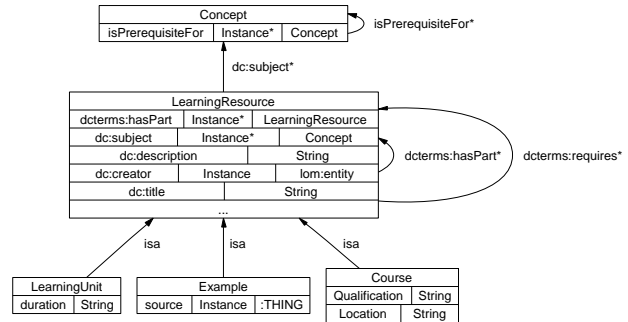 Concept
isPrerequisiteFor Instance* Concept
isPrerequisiteFor*
dc:subject*
LearningResource
dcterms:hasPart Instance* LearningResource
dc:subject Instance* Concept
dc:description String
dcterms:hasPart* dcterms:requires*
dc:creator Instance lom:entity
dc:title String
...
isa isa isa
LearningUnit
duration String
Example
source Instance :THING
Course
Qualification String
Location String